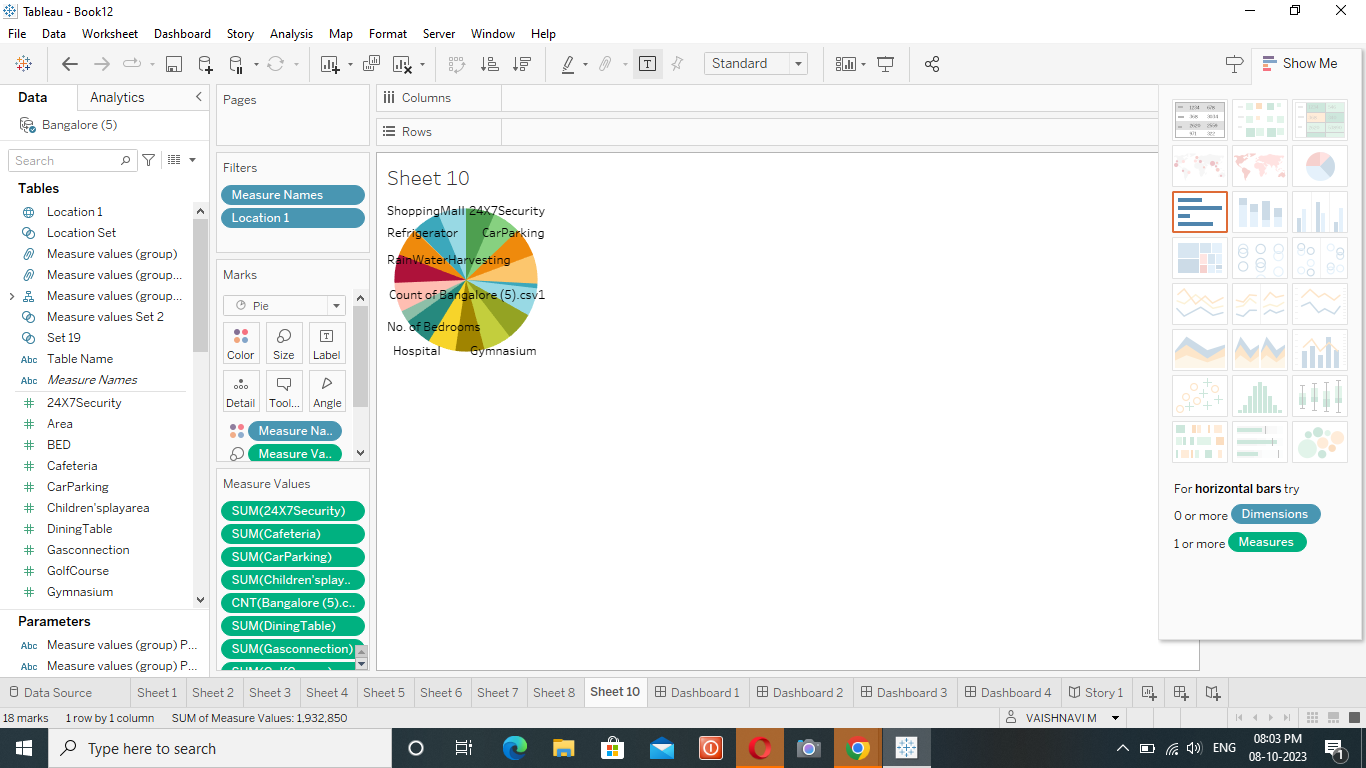 Tableau - Book12
File Data Worksheet Dashboard Story Analysis Map Format Server Window Help
Standard
Show Me
Data Analytics
Bangalore (5)
Search
Tables
Location 1
Location Set
Measure values (group)
Measure values (group...
Measure values (group...
Measure values Set 2
Set 19
Abc Table Name
Abc Measure Names
24X7Security
Area
BED
Cafeteria
CarParking
Children'splayarea
DiningTable
Gasconnection
GolfCourse
Gymnasium
Parameters
Abc Measure values (group) P...
Abc Measure values (group) P...
Pages
Filters
Measure Names
Location 1
Marks
Pie
Color Size Label
Detail Tool... Angle
Measure Na..
Measure Va..
Measure Values
SUM(24X7Security)
SUM(Cafeteria)
SUM(CarParking)
SUM(Children'splay..
CNT(Bangalore (5).c..
SUM(DiningTable)
SUM(Gasconnection)
Columns
Rows
Sheet 10
ShoppingMall 24X7Security
Refrigerator CarParking
RainWaterHarvesting
Count of Bangalore (5).csv1
No. of Bedrooms
Hospital Gymnasium
For horizontal bars try
0 or more Dimensions
1 or more Measures
Data Source Sheet 1 Sheet 2 Sheet 3 Sheet 4 Sheet 5 Sheet 6 Sheet 7 Sheet 8 Sheet 10 Dashboard 1 Dashboard 2 Dashboard 3 Dashboard 4 Story 1
18 marks 1 row by 1 column SUM of Measure Values: 1,932,850
VAISHNAVI M
Type here to search
ENG
08:03 PM
08-10-2023
1